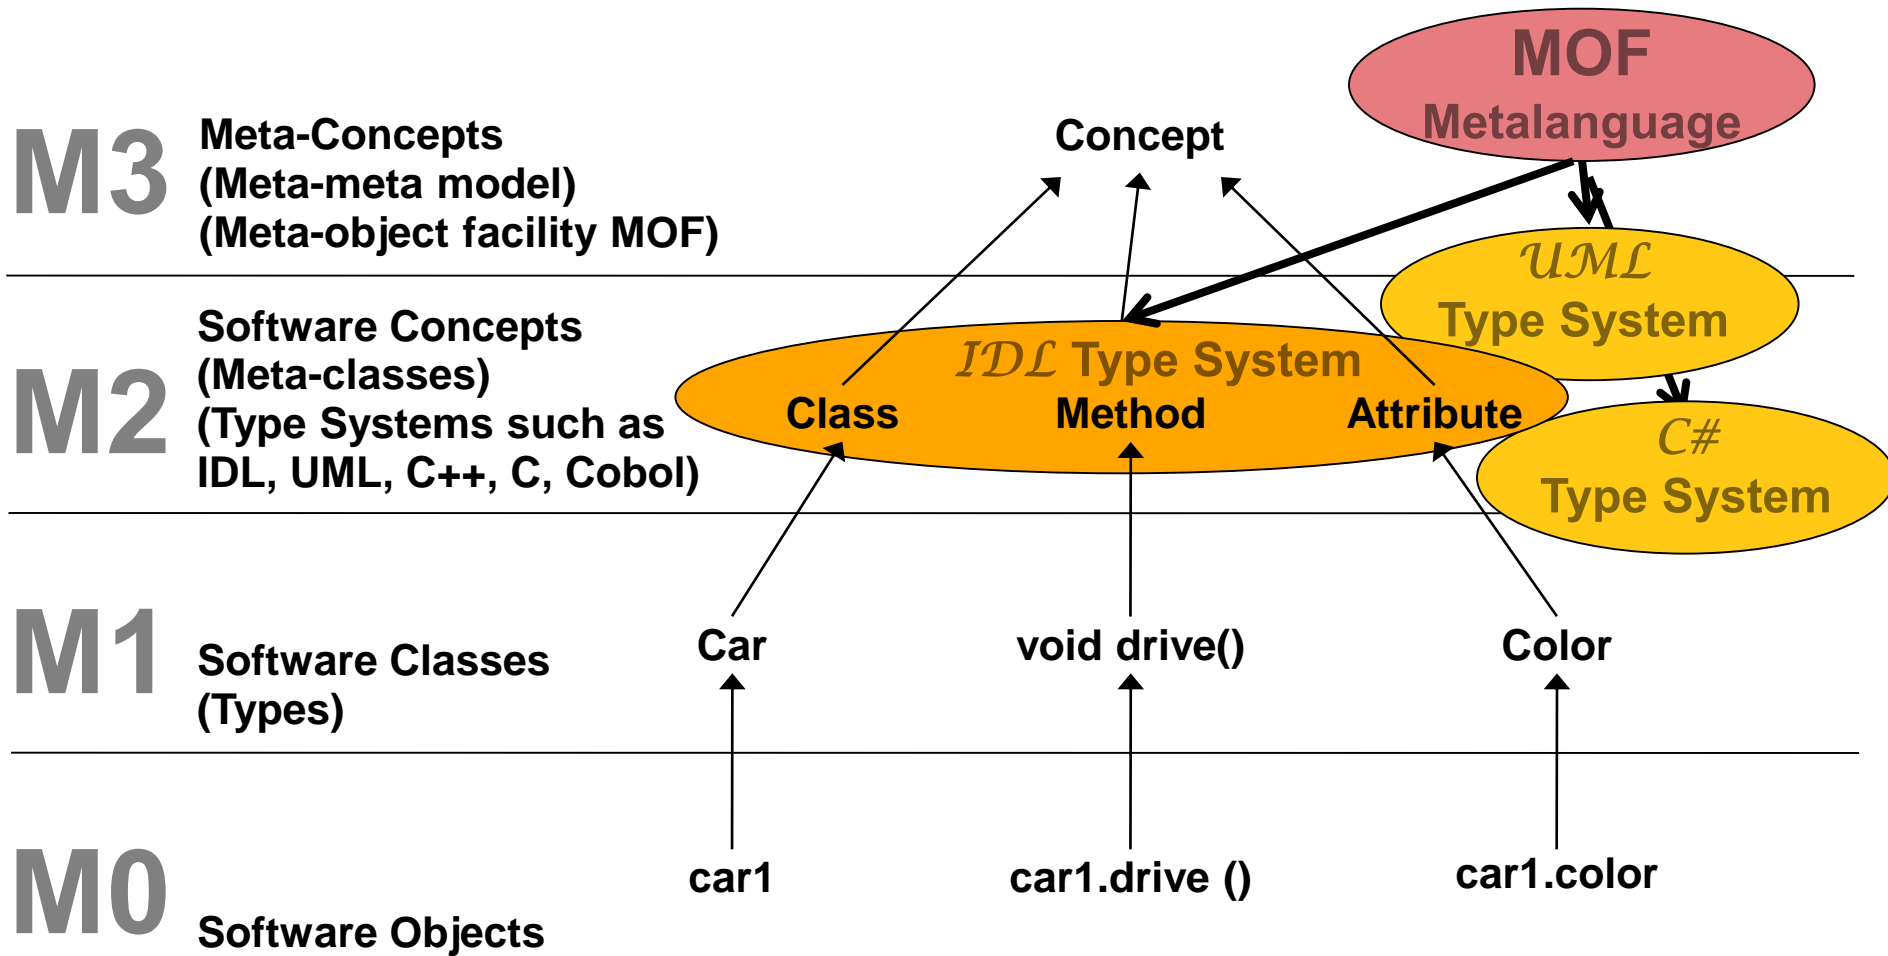 MOF
Metalanguage
M3
Meta-Concepts
(Meta-meta model)
(Meta-object facility MOF)
Concept
UML
Type System
M2
Software Concepts
(Meta-classes)
(Type Systems such as
IDL, UML, C++, C, Cobol)
IDL Type System
Class
Method
Attribute
C#
Type System
M1
Software Classes
(Types)
Car
void drive()
Color
M0
Software Objects
car1
car1.drive ()
car1.color